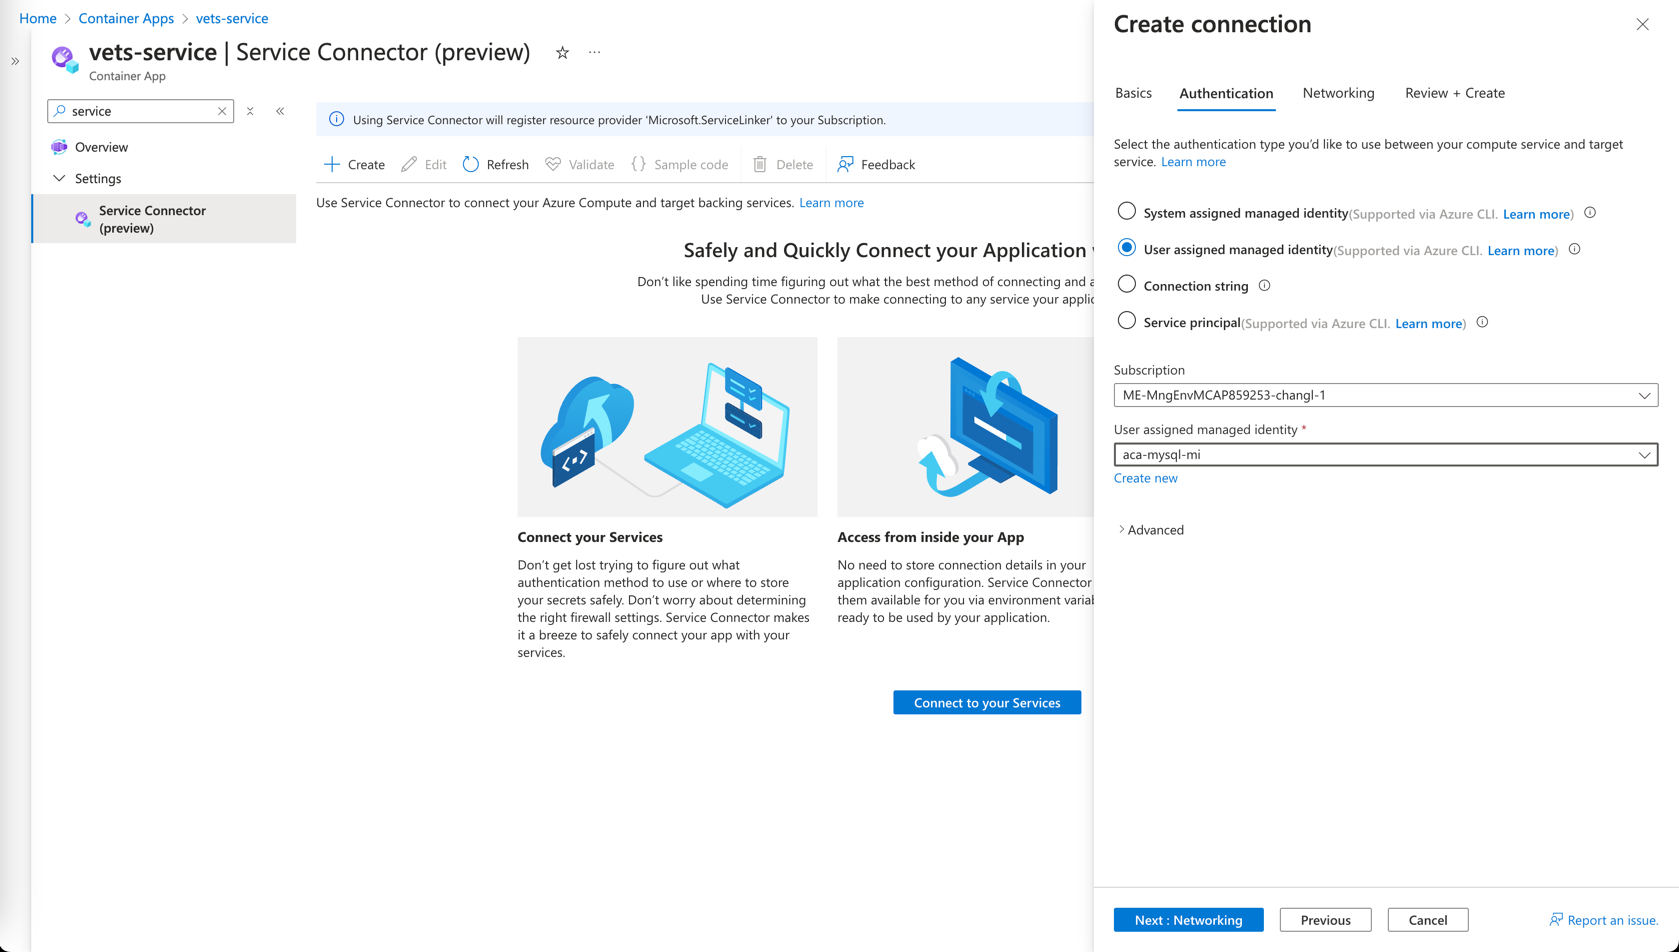 Home > Container Apps > vets-service
vets-service | Service Connector (preview)
Container App
service
Overview
Settings
Service Connector
(preview)
Using Service Connector will register resource provider 'Microsoft.ServiceLinker' to your Subscription.
Create Edit Refresh Validate Sample code Delete Feedback
Use Service Connector to connect your Azure Compute and target backing services. Learn more
Safely and Quickly Connect your Application
Don't like spending time figuring out what the best method of connecting and
Use Service Connector to make connecting to any service your
Connect your Services
Don't get lost trying to figure out what
authentication method to use or where to store
your secrets safely. Don't worry about determining
the right firewall settings. Service Connector makes
it a breeze to safely connect your app with your
services.
Access from inside your App
No need to store connection details in your
application configuration. Service Connector
them available for you via environment
ready to be used by your application.
Connect to your Services
Create connection
Basics Authentication Networking Review + Create
Select the authentication type you'd like to use between your compute service and target
service. Learn more
System assigned managed identity(Supported via Azure CLI. Learn more)
User assigned managed identity(Supported via Azure CLI. Learn more)
Connection string
Service principal(Supported via Azure CLI. Learn more)
Subscription
ME-MngEnvMCAP859253-changl-1
User assigned managed identity *
aca-mysql-mi
Create new
Advanced
Next : Networking Previous Cancel Report an issue.